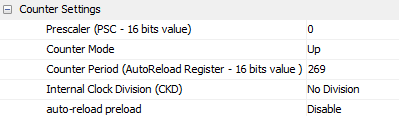 Counter Settings
Prescaler (PSC - 16 bits value) 0
Counter Mode Up
Counter Period (AutoReload Register - 16 bits value ) 269
Internal Clock Division (CKD) No Division
auto-reload preload Disable